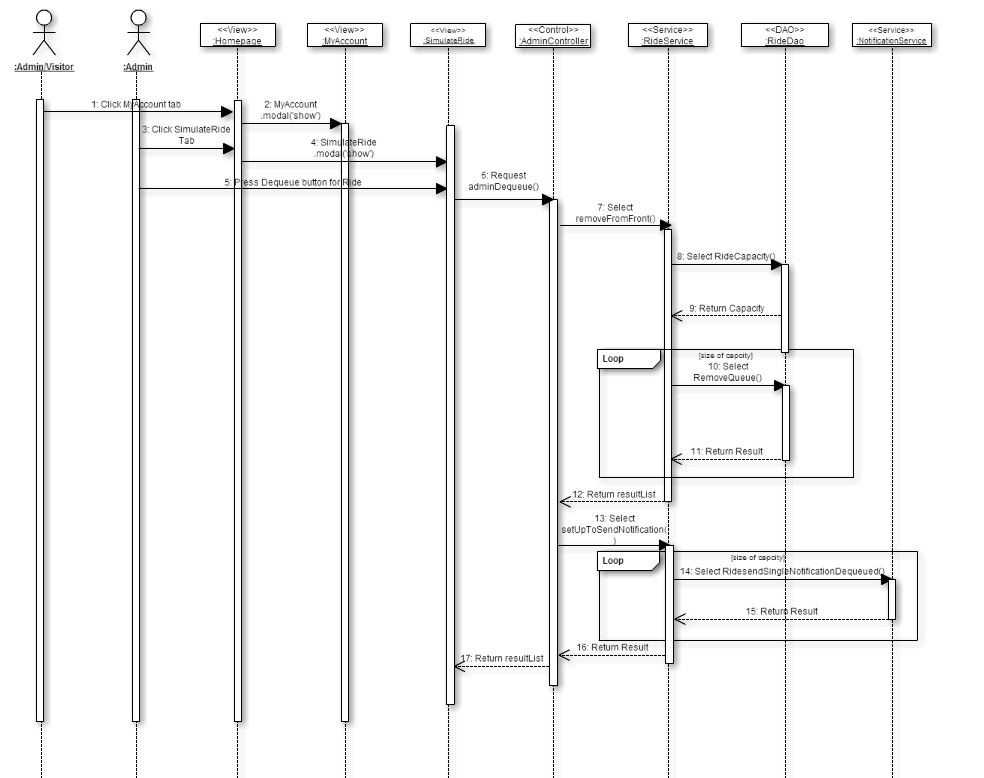 <<View>>
<<View>>
<<View>>
<<Control>>
<<Service>>
<<DAO>>
<<Service>>
:Homepage
:MyAccount
:SimulateRide
:AdminController
:RideService
:RideDao
:NotificationService
:Admin/Visitor
:Admin
1: Click MyAccount tab
2: MyAccount
.modal('show')
3: Click SimulateRide
Tab
4: SimulateRide
.modal('show')
5: Press Dequeue button for Ride
6: Request
adminDequeue()
7: Select
removeFromFront()
8: Select RideCapacity()
9: Return Capacity
Loop
[size of capcity]
10: Select
RemoveQueue()
11: Return Result
12: Return resultList
13: Select
setUpToSendNotification(
)
Loop
[size of capcity]
14: Select RidesendSingleNotificationDequeued()
15: Return Result
16: Return Result
17: Return resultList